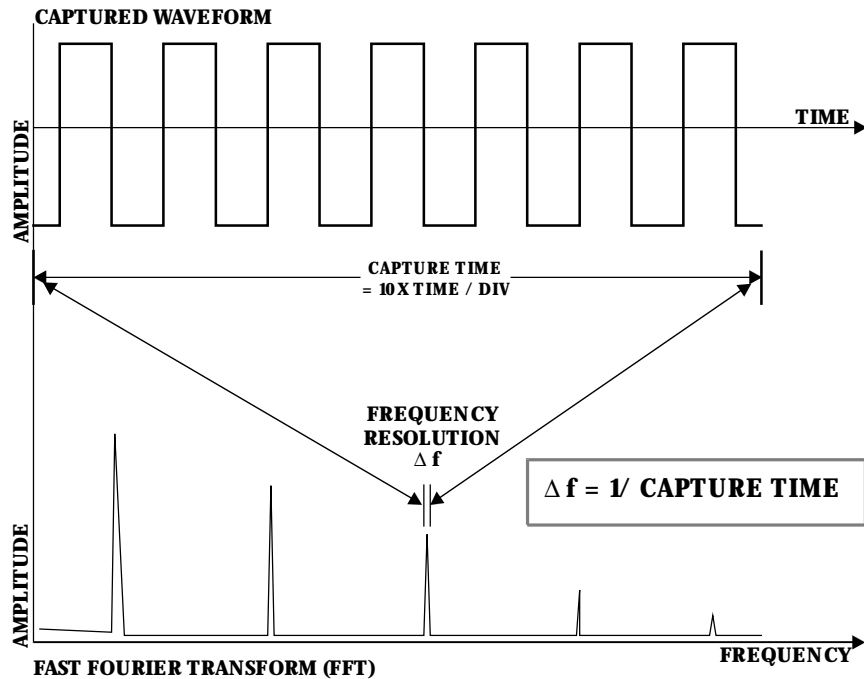 CAPTURED WAVEFORM
TIME
AMPLITUDE
CAPTURE TIME
= 10 X TIME / DIV
FREQUENCY
RESOLUTION
Δ f
Δ f = 1/ CAPTURE TIME
AMPLITUDE
FREQUENCY
FAST FOURIER TRANSFORM (FFT)